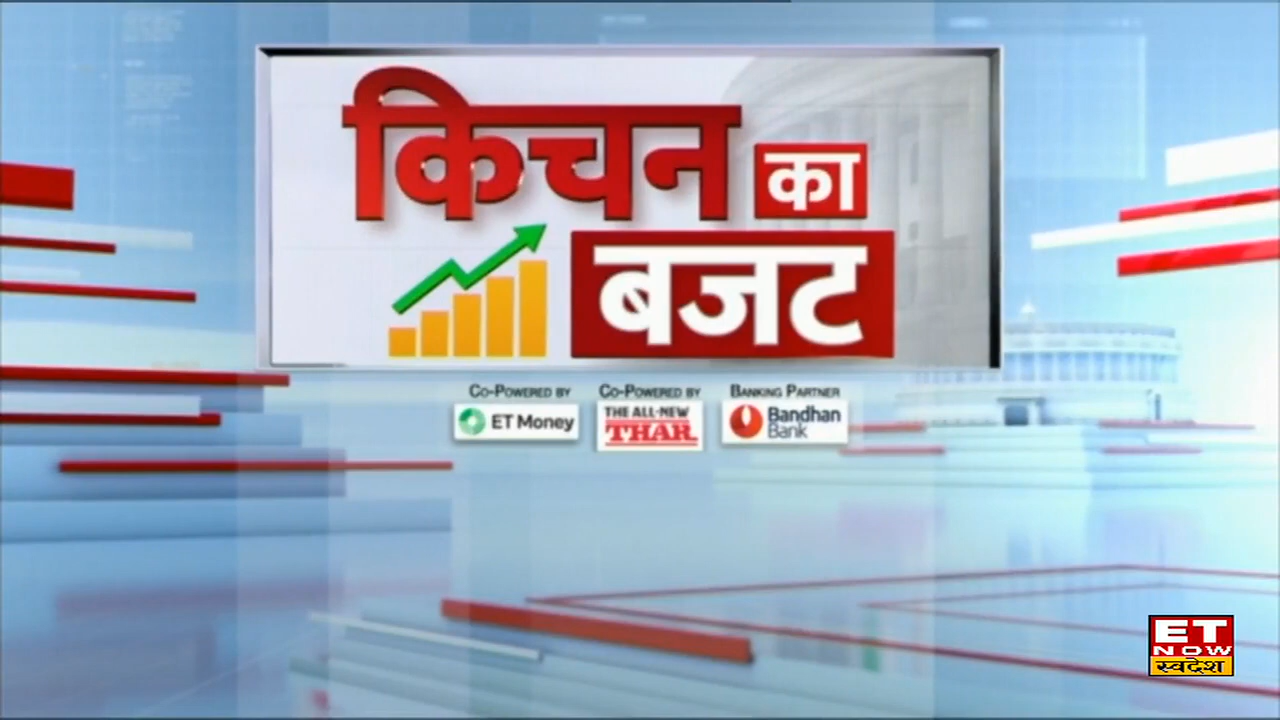 किचन का
बजट
CO-POWERED BY
ET Money
CO-POWERED BY
THE ALL-NEW
THAR
BANKING PARTNER
Bandhan
Bank
ET
NOW
स्वदेश